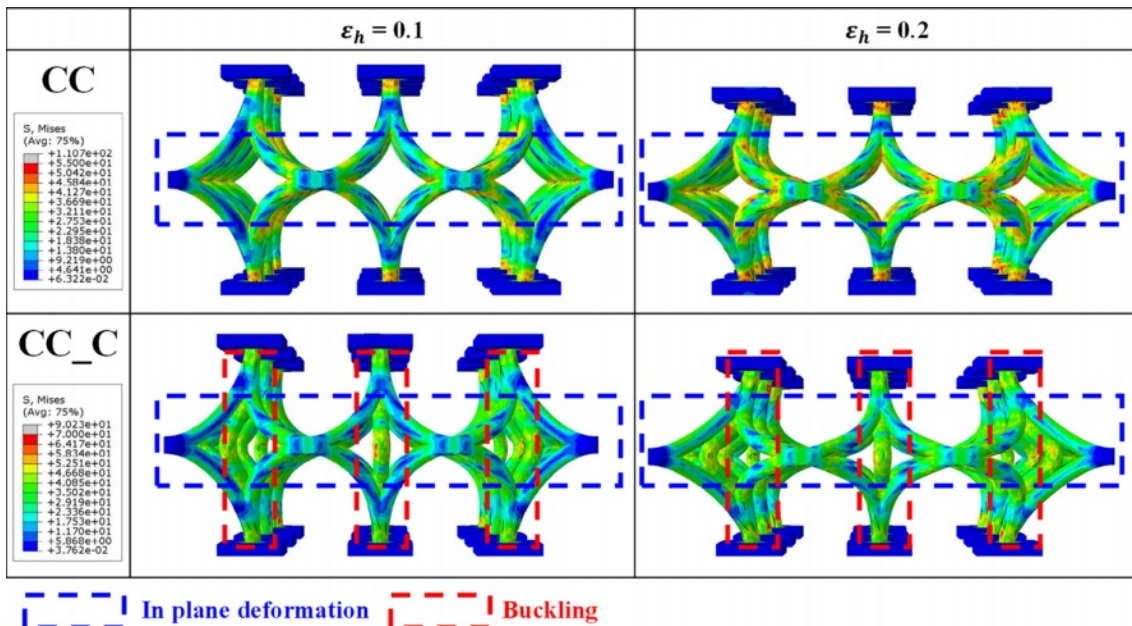 ε_h = 0.1
ε_h = 0.2
CC
S, Mises
(Avg: 75%)
+1.107e+02
+5.500e+01
+5.042e+01
+4.584e+01
+4.127e+01
+3.669e+01
+3.211e+01
+2.753e+01
+2.295e+01
+1.838e+01
+1.380e+01
+9.219e+00
+4.641e+00
+6.322e-02
CC_C
S, Mises
(Avg: 75%)
+9.023e+01
+7.000e+01
+6.417e+01
+5.834e+01
+5.251e+01
+4.668e+01
+4.085e+01
+3.502e+01
+2.919e+01
+2.336e+01
+1.753e+01
+1.170e+01
+5.868e+00
+3.762e-02
In plane deformation
Buckling